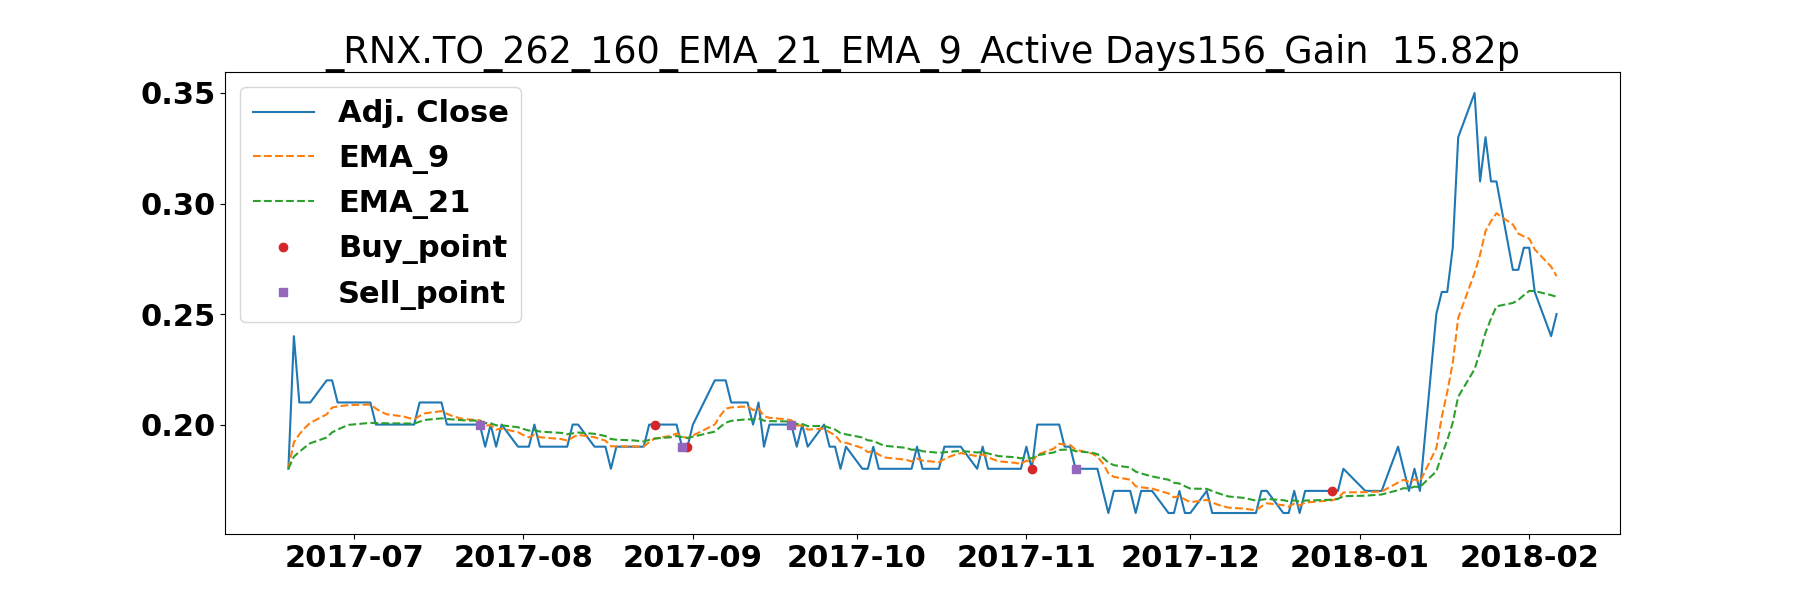 _RNX.TO_262_160_EMA_21_EMA_9_Active Days156_Gain  15.82p
0.35
0.30
0.25
0.20
Adj. Close
EMA_9
EMA_21
Buy_point
Sell_point
2017-07 2017-08 2017-09 2017-10 2017-11 2017-12 2018-01 2018-02